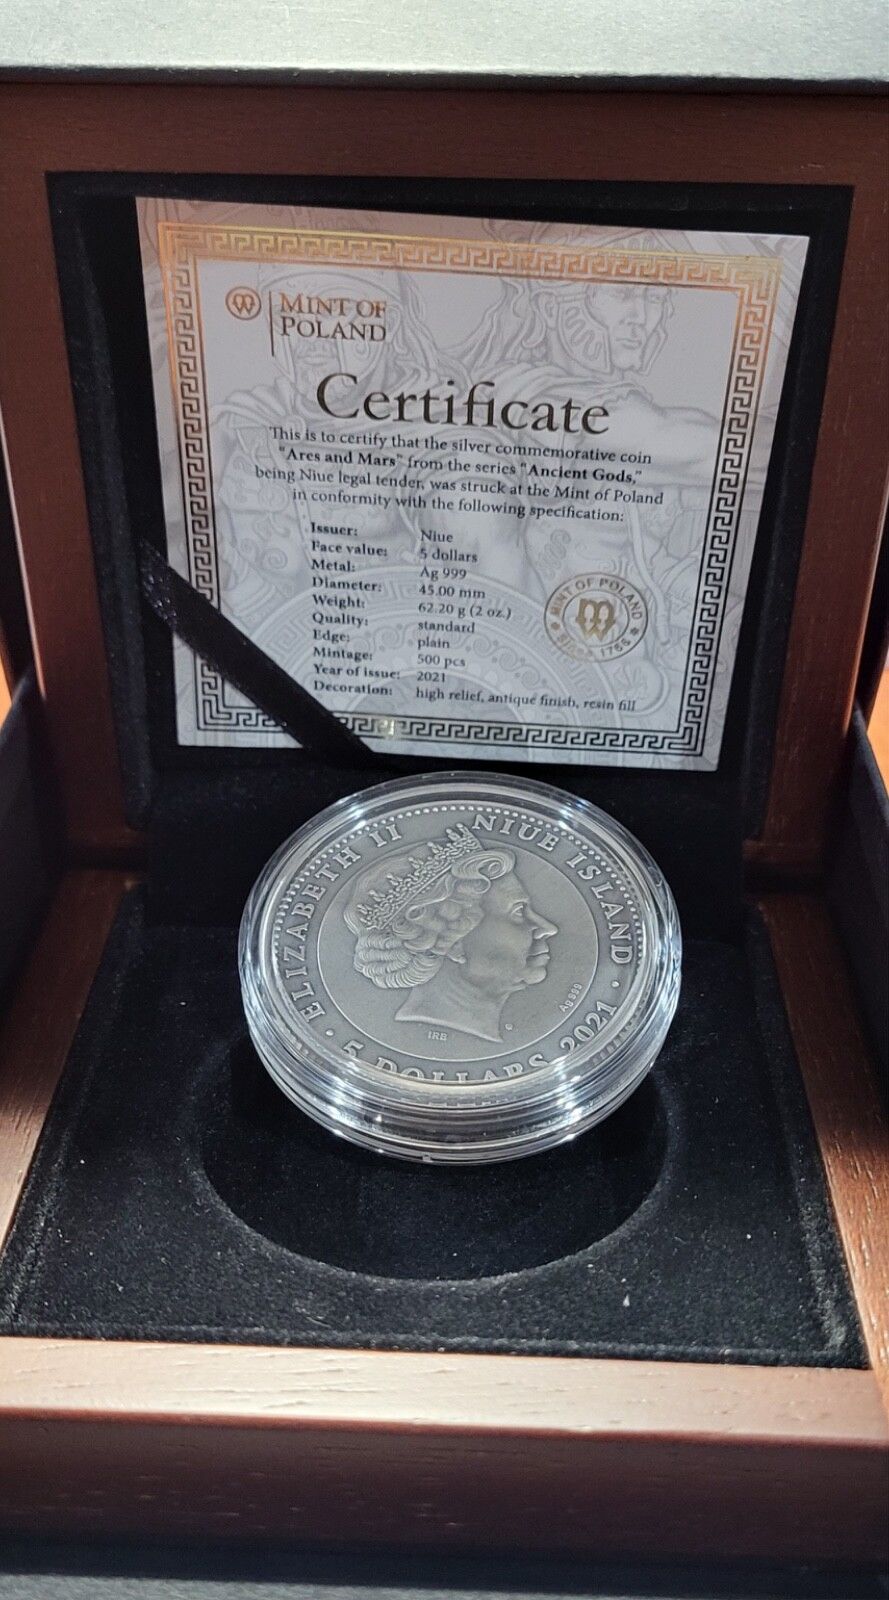 MINT OF
POLAND
Certificate
This is to certify that the silver commemorative coin
"Ares and Mars" from the series "Ancient Gods,"
being Niue legal tender, was struck at the Mint of Poland
in conformity with the following specification:
Issuer: Niue
Face value: 5 dollars
Metal: Ag 999
Diameter: 45.00 mm
Weight: 62.20 g (2 oz.)
Quality: standard
Edge: plain
Mintage: 500 pcs
Year of issue: 2021
Decoration: high relief, antique finish, resin fill
MINT OF POLAND
Since 1766
ELIZABETH II NIUE ISLAND
5 DOLLARS 2021
IRB
Ag 999